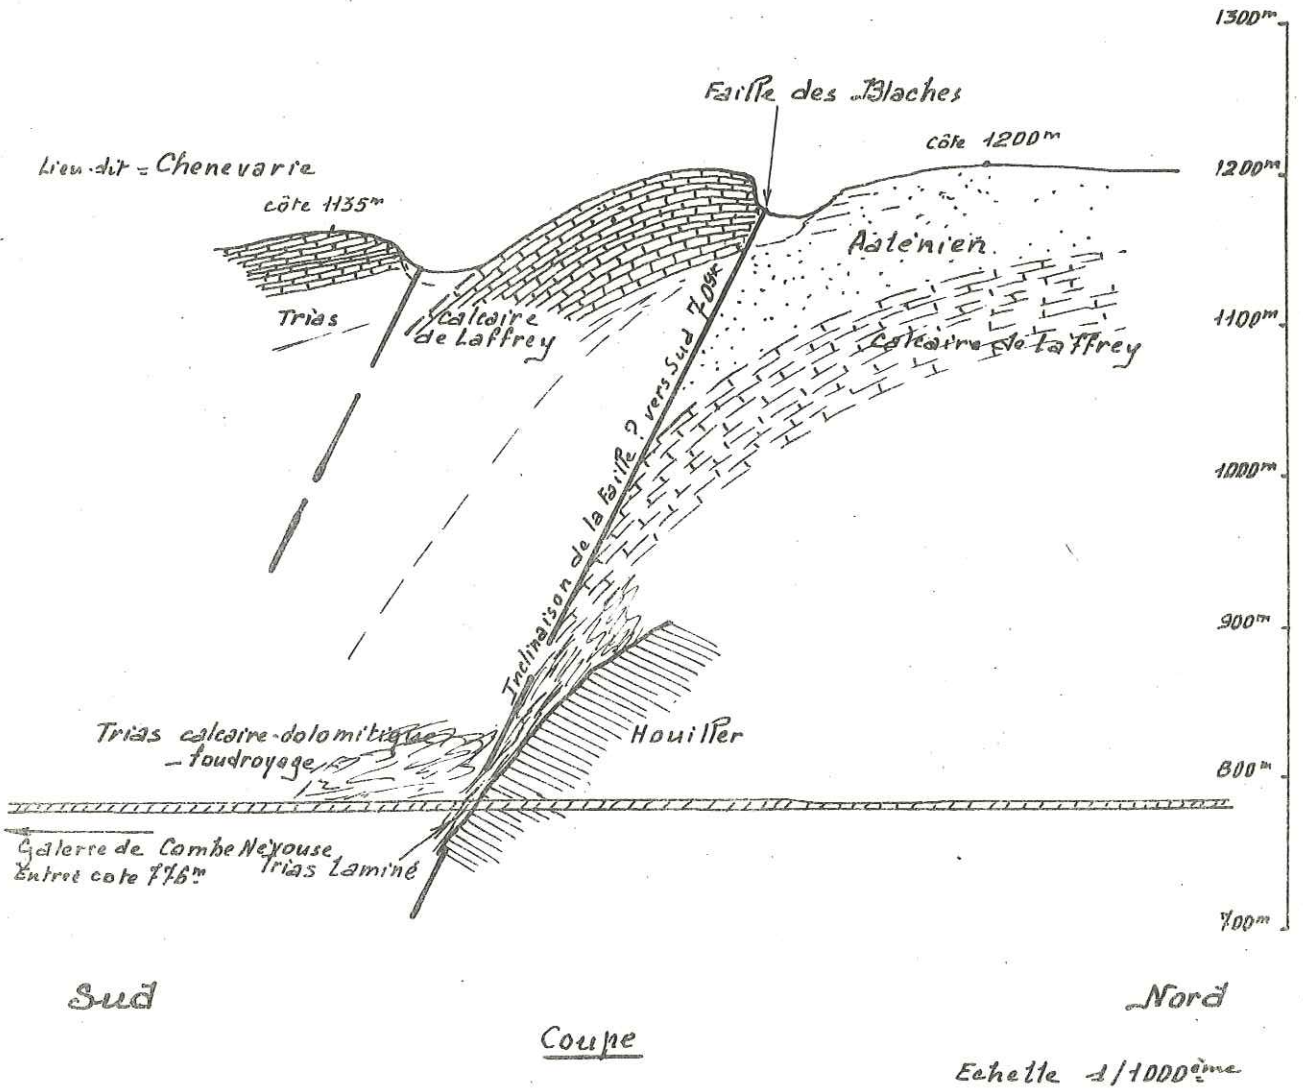 1300m
Faille des Blaches
côte 1200m
Lieu-dit = Chenevarie
1200m
côte 1135m
Aalénien
Trias
calcaire
de Laffrey
1100m
calcaire de Laffrey
Inclinaison de la Faille ? vers Sud 70gr
1000m
900m
Trias calcaire-dolomitique
foudroyage
Houiller
800m
Galerie de Combe Nevouse
Entrée cote 776m
Trias Laminé
700m
Sud
Nord
Coupe
Echelle 1/1000ème